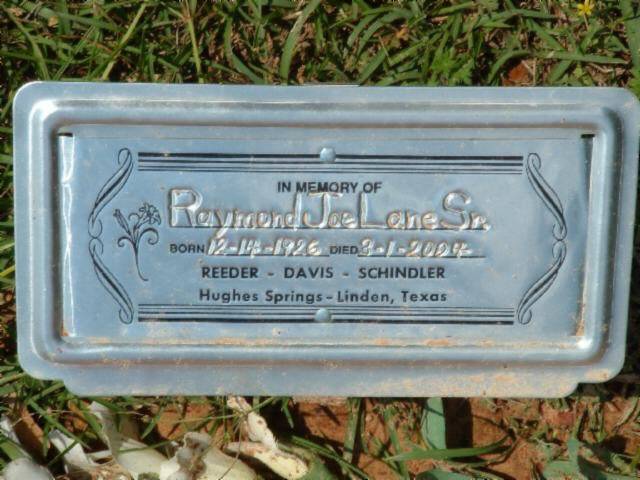 IN MEMORY OF
Raymond Joe Lane Sr.
BORN 12-14-1926 DIED 3-1-2004
REEDER - DAVIS - SCHINDLER
Hughes Springs - Linden, Texas